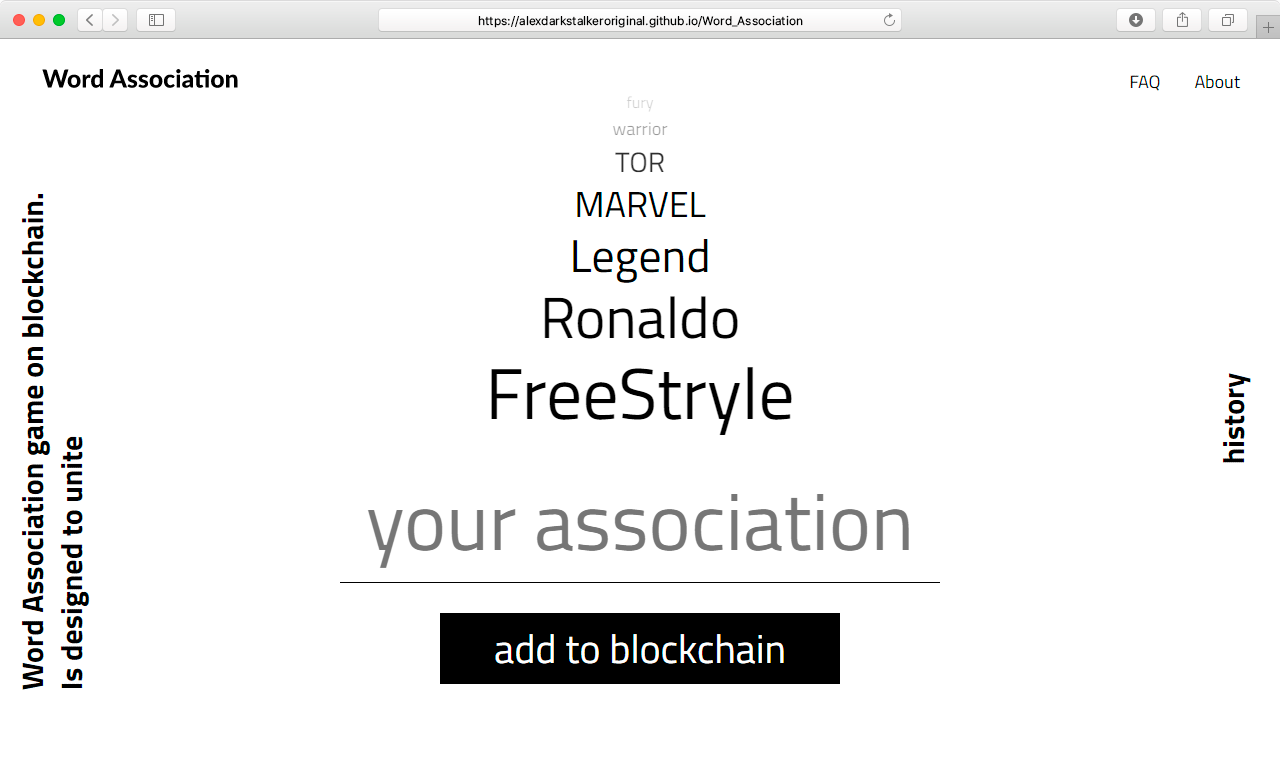 https://alexdarkstalkeroriginal.github.io/Word_Association
Word Association
FAQ
About
fury
warrior
TOR
MARVEL
Legend
Ronaldo
FreeStryle
your association
add to blockchain
Word Association game on blockchain.
Is designed to unite
history